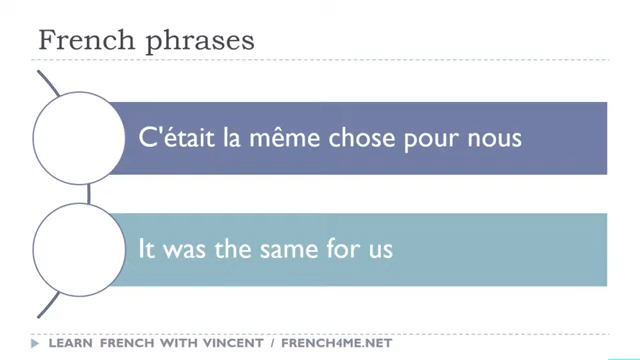 French phrases
C'était la même chose pour nous
It was the same for us
LEARN FRENCH WITH VINCENT / FRENCH4ME.NET